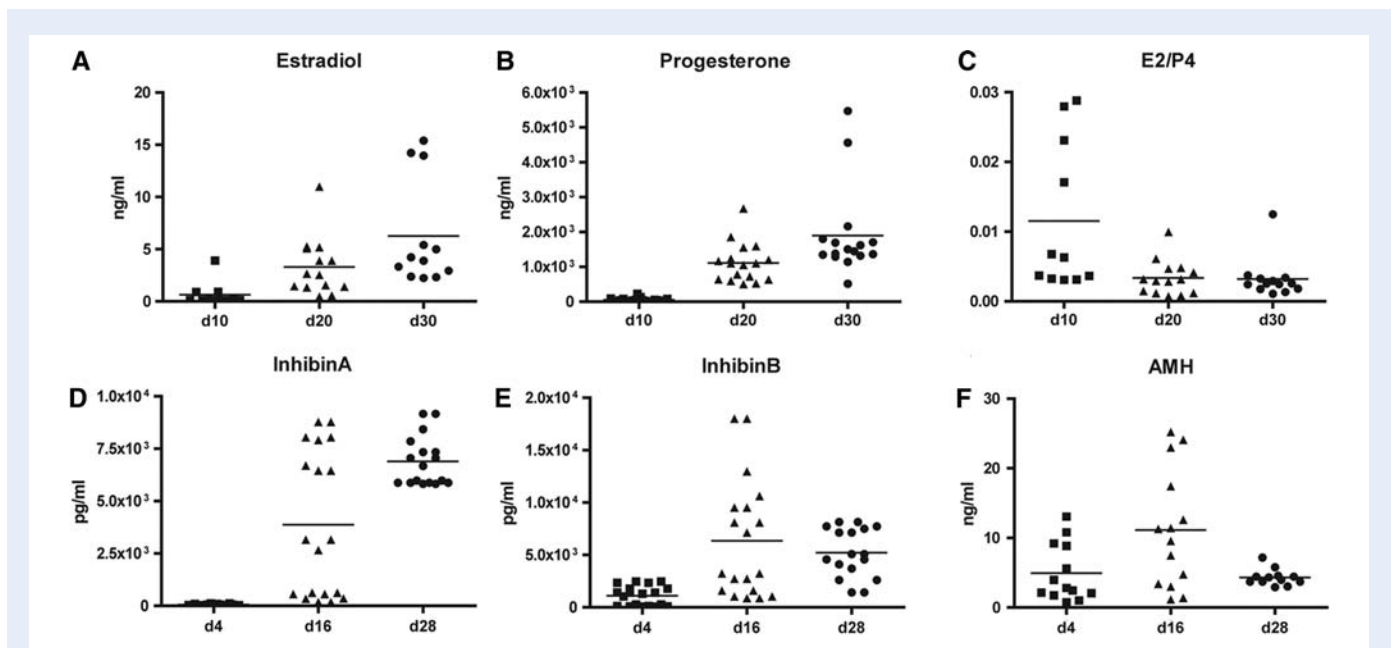 A Estradiol
20
15
10
5
0
ng/ml
d10 d20 d30
B Progesterone
6.0x10³
5.0x10³
4.0x10³
3.0x10³
2.0x10³
1.0x10³
0
ng/ml
d10 d20 d30
C E2/P4
0.03
0.02
0.01
0.00
d10 d20 d30
D InhibinA
1.0x10⁴
7.5x10³
5.0x10³
2.5x10³
0
pg/ml
d4 d16 d28
E InhibinB
2.0x10⁴
1.5x10⁴
1.0x10⁴
5.0x10³
0
pg/ml
d4 d16 d28
F AMH
30
20
10
0
ng/ml
d4 d16 d28